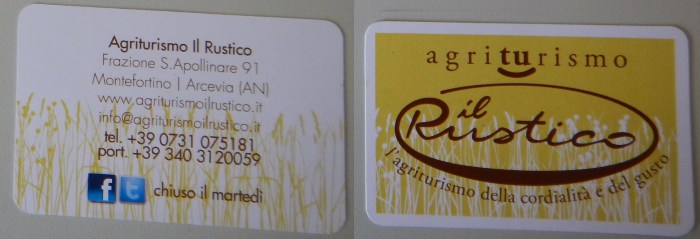 Agriturismo Il Rustico
Frazione S.Apollinare 91
Montefortino | Arcevia (AN)
www.agriturismoilrustico.it
info@agriturismoilrustico.it
tel. +39 0731 075181
port. +39 340 3120059
f t chiuso il martedì
agriturismo
il
Rustico
l'agriturismo della cordialità e del gusto